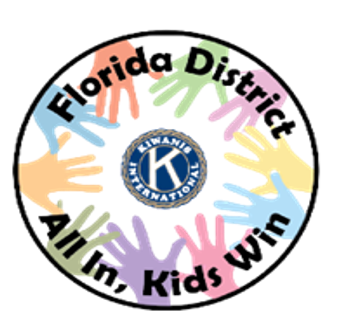 Florida District
KIWANIS
K
INTERNATIONAL
All In, Kids Win